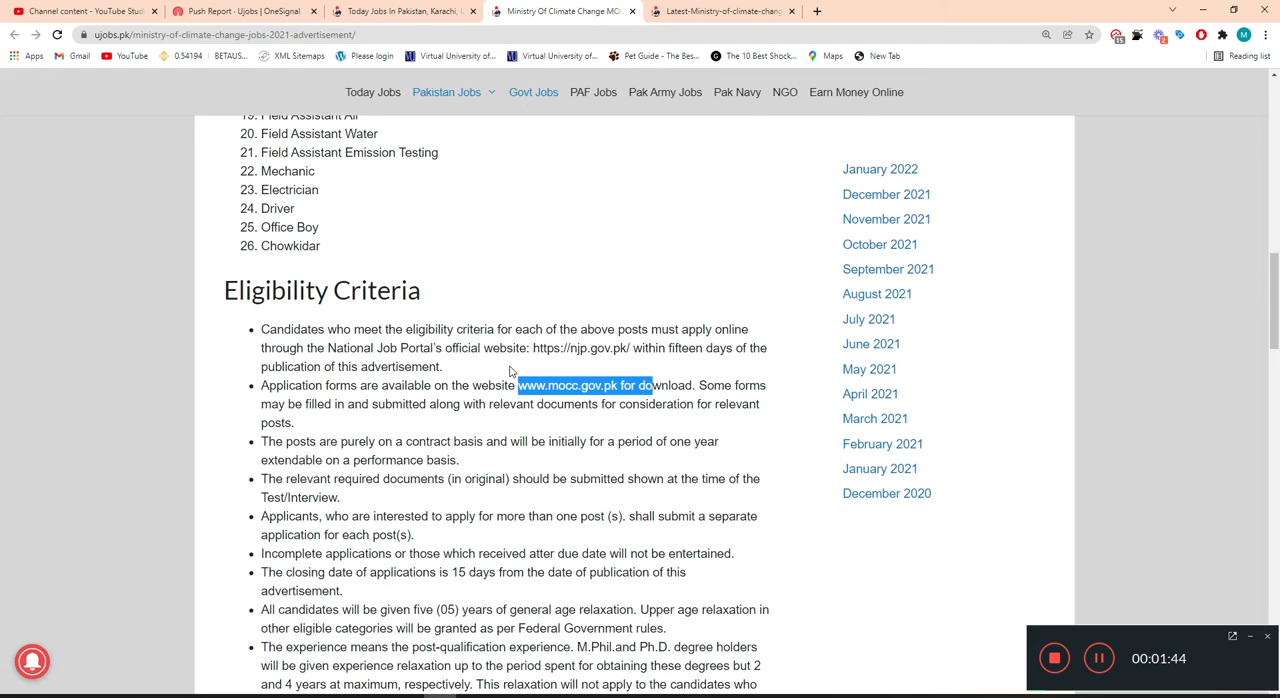 Channel content - YouTube Stud
Push Report - Ujobs | OneSignal
Today Jobs In Pakistan, Karachi, L
Ministry Of Climate Change MOC
Latest-Ministry-of-climate-chang
ujobs.pk/ministry-of-climate-change-jobs-2021-advertisement/
Apps
Gmail
YouTube
0.54194 | BETAUS...
XML Sitemaps
Please login
Virtual University of...
Virtual University of...
Pet Guide - The Bes...
The 10 Best Shock...
Maps
New Tab
Reading list
Today Jobs
Pakistan Jobs
Govt Jobs
PAF Jobs
Pak Army Jobs
Pak Navy
NGO
Earn Money Online
19. Field Assistant Air
20. Field Assistant Water
21. Field Assistant Emission Testing
22. Mechanic
23. Electrician
24. Driver
25. Office Boy
26. Chowkidar
Eligibility Criteria
• Candidates who meet the eligibility criteria for each of the above posts must apply online
through the National Job Portal's official website: https://njp.gov.pk/ within fifteen days of the
publication of this advertisement.
• Application forms are available on the website www.mocc.gov.pk for download. Some forms
may be filled in and submitted along with relevant documents for consideration for relevant
posts.
• The posts are purely on a contract basis and will be initially for a period of one year
extendable on a performance basis.
• The relevant required documents (in original) should be submitted shown at the time of the
Test/Interview.
• Applicants, who are interested to apply for more than one post (s). shall submit a separate
application for each post(s).
• Incomplete applications or those which received atter due date will not be entertained.
• The closing date of applications is 15 days from the date of publication of this
advertisement.
• All candidates will be given five (05) years of general age relaxation. Upper age relaxation in
other eligible categories will be granted as per Federal Government rules.
• The experience means the post-qualification experience. M.Phil.and Ph.D. degree holders
will be given experience relaxation up to the period spent for obtaining these degrees but 2
and 4 years at maximum, respectively. This relaxation will not apply to the candidates who
January 2022
December 2021
November 2021
October 2021
September 2021
August 2021
July 2021
June 2021
May 2021
April 2021
March 2021
February 2021
January 2021
December 2020
00:01:44